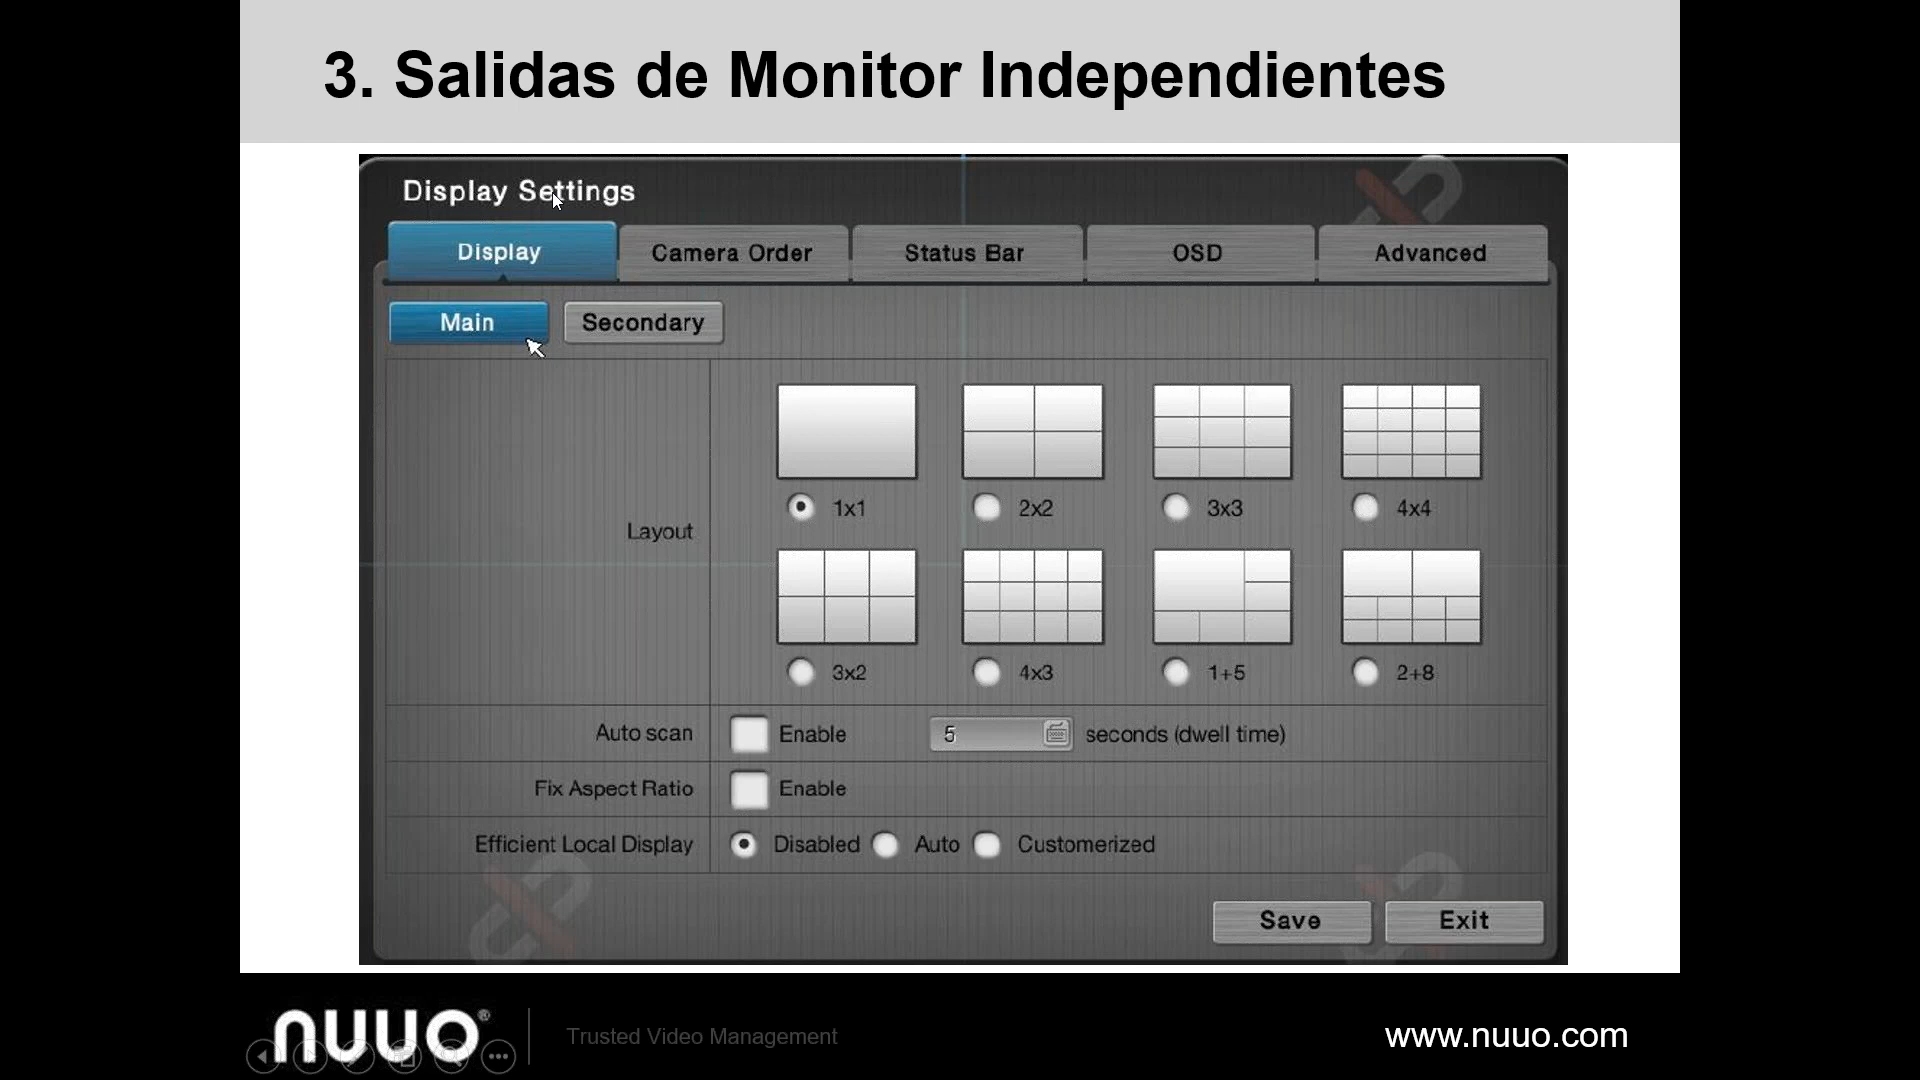 3. Salidas de Monitor Independientes
Display Settings
Display Camera Order Status Bar OSD Advanced
Main Secondary
Layout
1x1 2x2 3x3 4x4
3x2 4x3 1+5 2+8
Auto scan Enable 5 seconds (dwell time)
Fix Aspect Ratio Enable
Efficient Local Display Disabled Auto Customerized
Save Exit
nuuo® Trusted Video Management www.nuuo.com